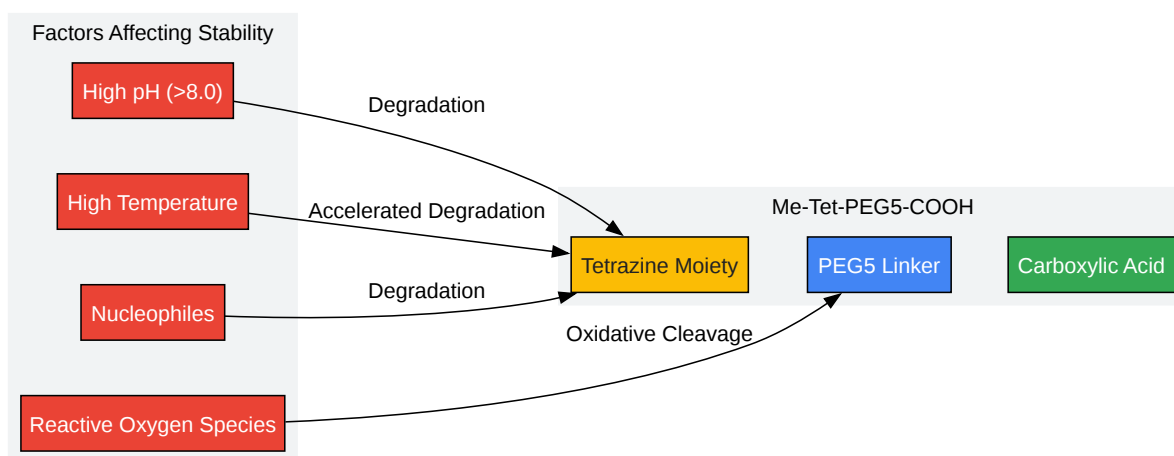 Factors Affecting Stability
High pH (>8.0)
Degradation
High Temperature
Accelerated Degradation
Me-Tet-PEG5-COOH
Tetrazine Moiety
PEG5 Linker
Carboxylic Acid
Nucleophiles
Degradation
Oxidative Cleavage
Reactive Oxygen Species